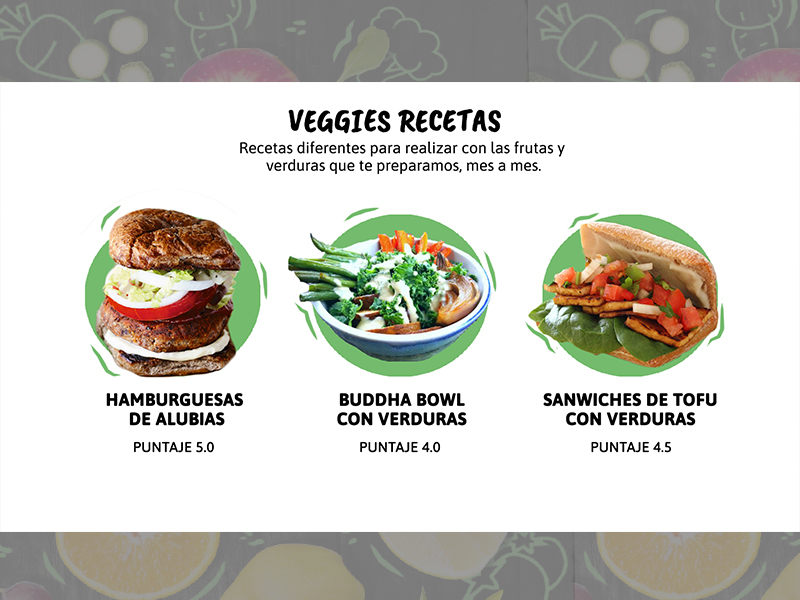 VEGGIES RECETAS
Recetas diferentes para realizar con las frutas y
verduras que te preparamos, mes a mes.
HAMBURGUESAS
DE ALUBIAS
PUNTAJE 5.0
BUDDHA BOWL
CON VERDURAS
PUNTAJE 4.0
SANWICHES DE TOFU
CON VERDURAS
PUNTAJE 4.5